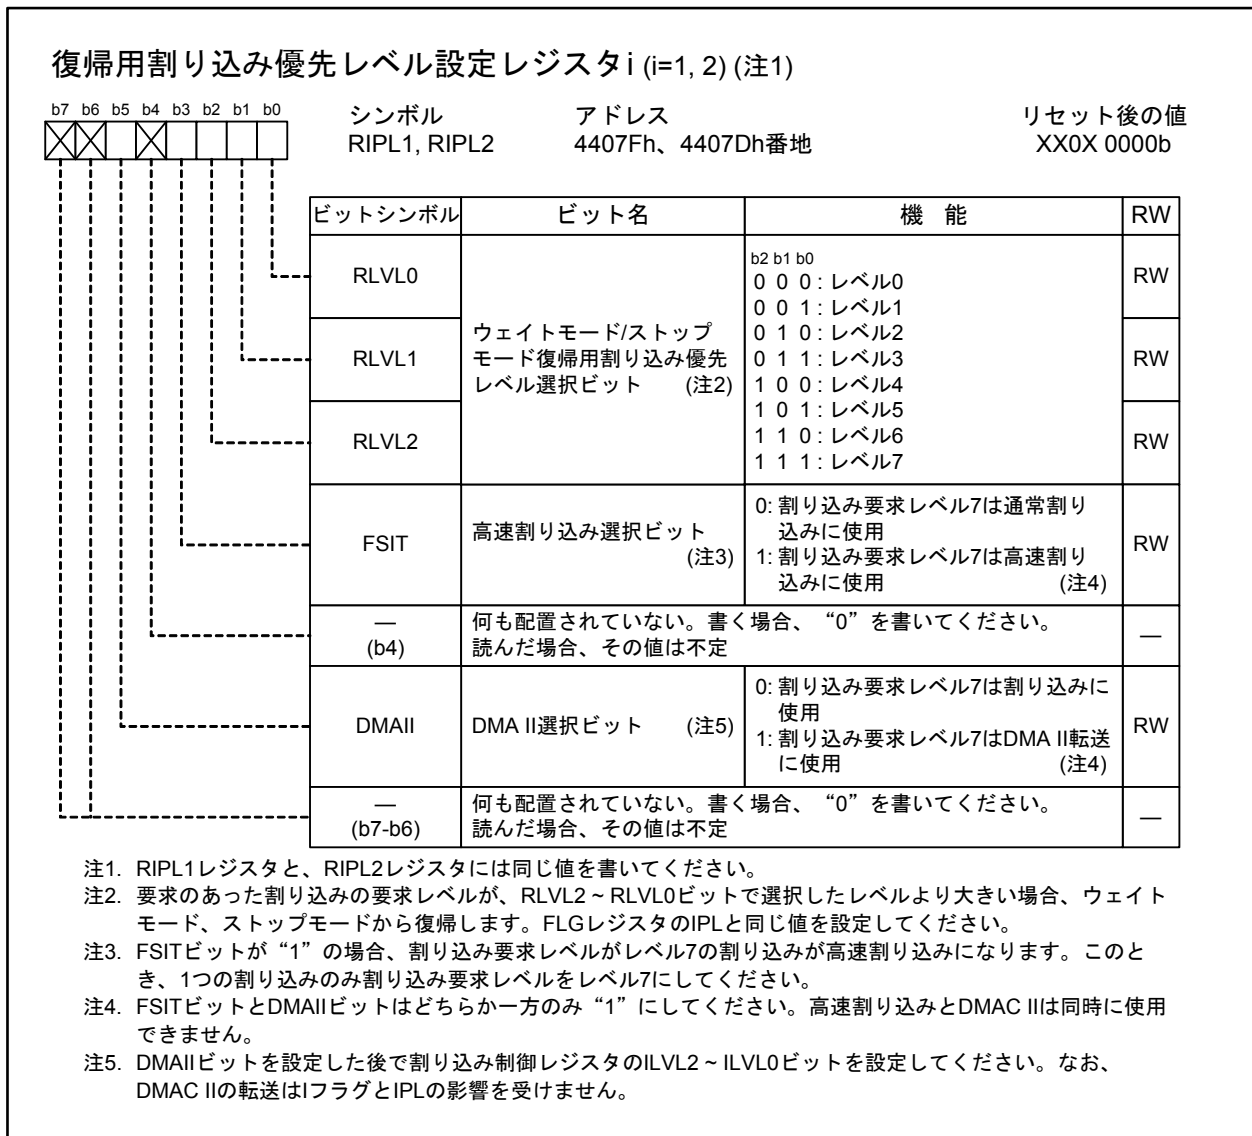 復帰用割り込み優先レベル設定レジスタi (i=1, 2) (注1)
b7 b6 b5 b4 b3 b2 b1 b0
シンボル アドレス リセット後の値
RIPL1, RIPL2 4407Fh、4407Dh番地 XX0X 0000b
ビットシンボル ビット名 機 能 RW
RLVL0 RW
RLVL1 RW
RLVL2 RW
ウェイトモード/ストップ
モード復帰用割り込み優先
レベル選択ビット (注2)
b2 b1 b0
0 0 0 : レベル0
0 0 1 : レベル1
0 1 0 : レベル2
0 1 1 : レベル3
1 0 0 : レベル4
1 0 1 : レベル5
1 1 0 : レベル6
1 1 1 : レベル7
FSIT
高速割り込み選択ビット
(注3)
0: 割り込み要求レベル7は通常割り
込みに使用
1: 割り込み要求レベル7は高速割り
込みに使用 (注4)
RW
—
(b4)
何も配置されていない。書く場合、“0”を書いてください。
読んだ場合、その値は不定
—
DMAII
DMA II選択ビット (注5)
0: 割り込み要求レベル7は割り込みに
使用
1: 割り込み要求レベル7はDMA II転送
に使用 (注4)
RW
—
(b7-b6)
何も配置されていない。書く場合、“0”を書いてください。
読んだ場合、その値は不定
—
注1. RIPL1レジスタと、RIPL2レジスタには同じ値を書いてください。
注2. 要求のあった割り込みの要求レベルが、RLVL2 ~ RLVL0ビットで選択したレベルより大きい場合、ウェイト
モード、ストップモードから復帰します。FLGレジスタのIPLと同じ値を設定してください。
注3. FSITビットが“1”の場合、割り込み要求レベルがレベル7の割り込みが高速割り込みになります。このと
き、1つの割り込みのみ割り込み要求レベルをレベル7にしてください。
注4. FSITビットとDMAIIビットはどちらか一方のみ“1”にしてください。高速割り込みとDMAC IIは同時に使用
できません。
注5. DMAIIビットを設定した後で割り込み制御レジスタのILVL2 ~ ILVL0ビットを設定してください。なお、
DMAC IIの転送はIフラグとIPLの影響を受けません。